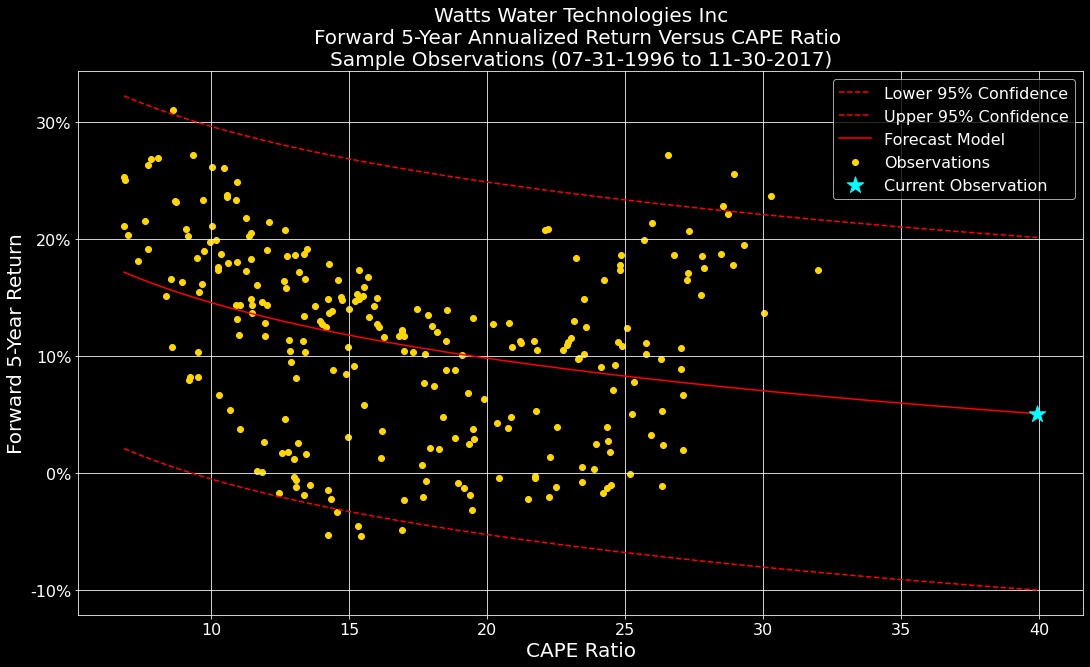 Watts Water Technologies Inc
Forward 5-Year Annualized Return Versus CAPE Ratio
Sample Observations (07-31-1996 to 11-30-2017)
Lower 95% Confidence
Upper 95% Confidence
Forecast Model
Observations
Current Observation
Forward 5-Year Return
30%
20%
10%
0%
-10%
10 15 20 25 30 35 40
CAPE Ratio